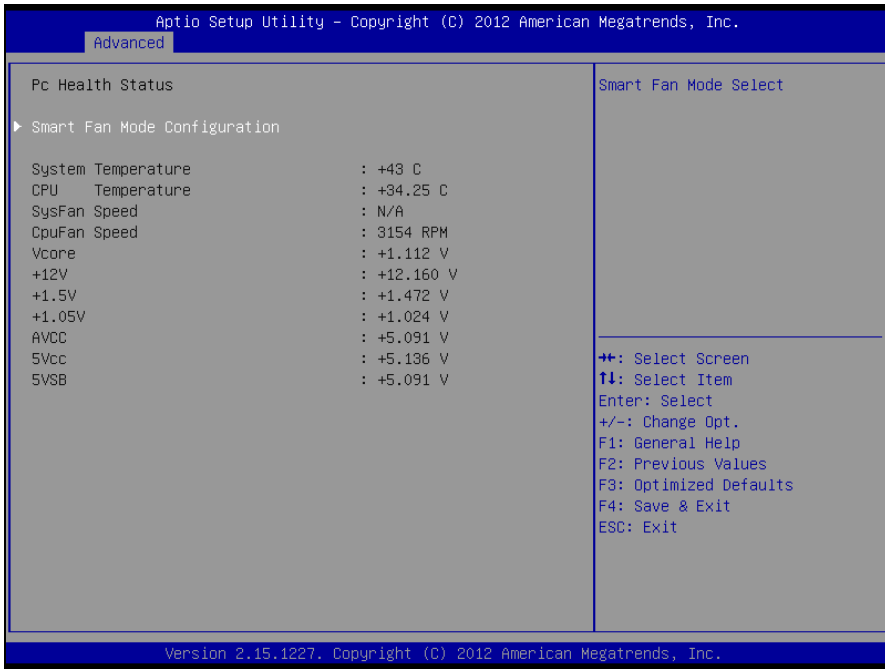 Aptio Setup Utility – Copyright (C) 2012 American Megatrends, Inc.
Advanced
Pc Health Status
Smart Fan Mode Configuration
System Temperature : +43 C
CPU Temperature : +34.25 C
SysFan Speed : N/A
CpuFan Speed : 3154 RPM
Vcore : +1.112 V
+12V : +12.160 V
+1.5V : +1.472 V
+1.05V : +1.024 V
AVCC : +5.091 V
5Vcc : +5.136 V
5VSB : +5.091 V
Smart Fan Mode Select
→←: Select Screen
↑↓: Select Item
Enter: Select
+/-: Change Opt.
F1: General Help
F2: Previous Values
F3: Optimized Defaults
F4: Save & Exit
ESC: Exit
Version 2.15.1227. Copyright (C) 2012 American Megatrends, Inc.